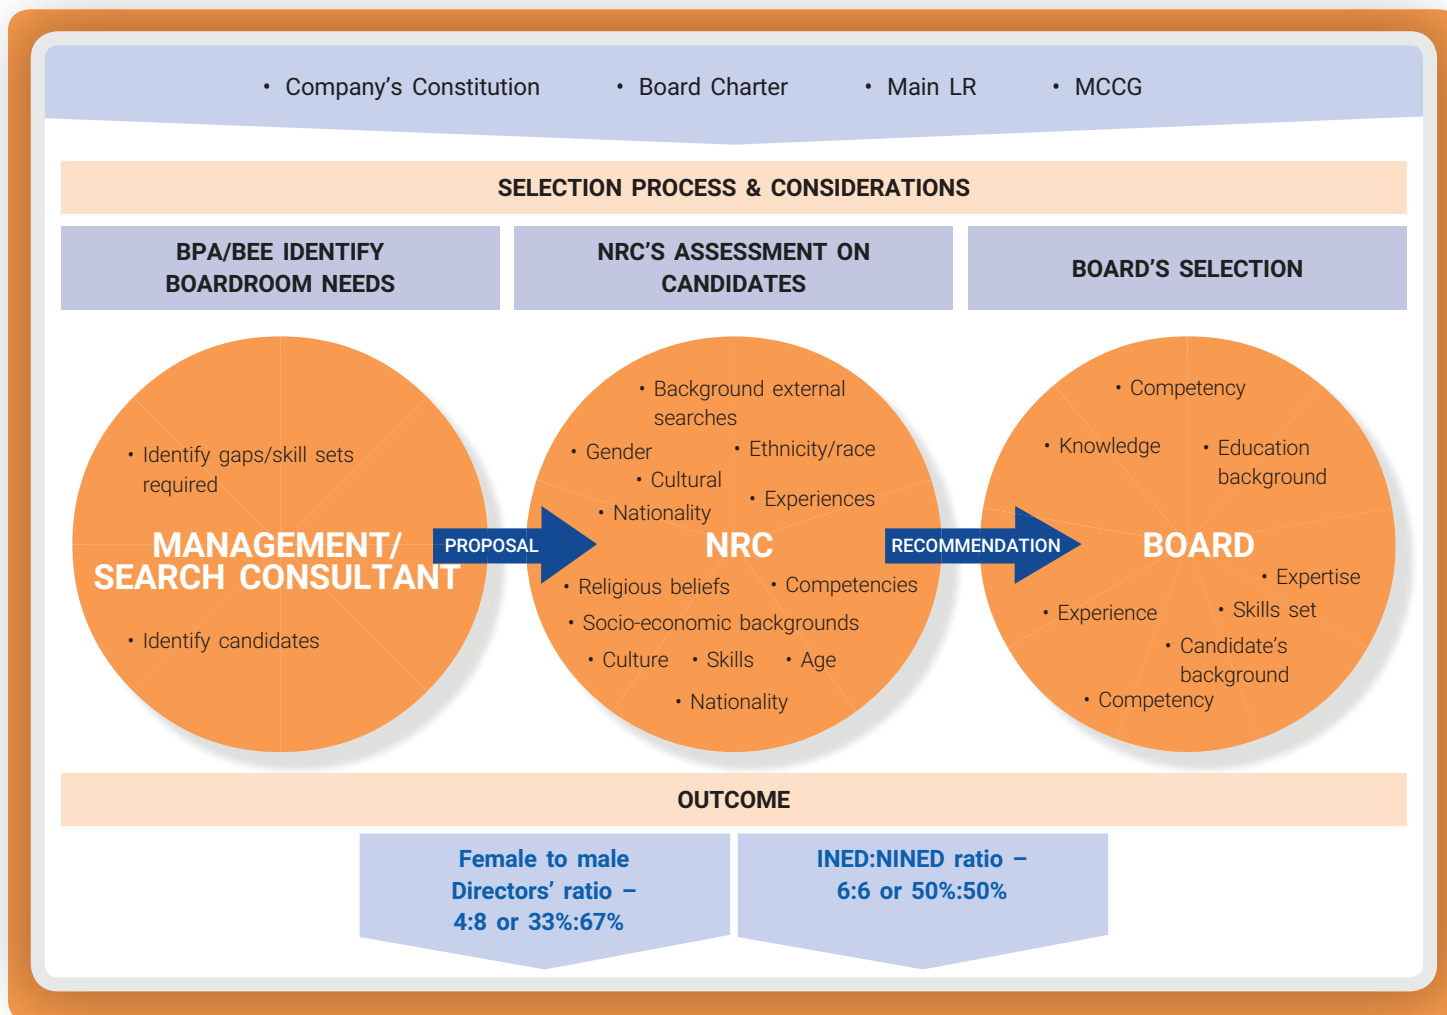 • Company's Constitution • Board Charter • Main LR • MCCG
SELECTION PROCESS & CONSIDERATIONS
BPA/BEE IDENTIFY
BOARDROOM NEEDS
NRC'S ASSESSMENT ON
CANDIDATES
BOARD'S SELECTION
• Identify gaps/skill sets
required
MANAGEMENT/
SEARCH CONSULTANT
• Identify candidates
PROPOSAL
• Background external
searches
• Gender
• Ethnicity/race
• Cultural
• Experiences
• Nationality
NRC
• Religious beliefs
• Competencies
• Socio-economic backgrounds
• Culture • Skills • Age
• Nationality
RECOMMENDATION
• Competency
• Knowledge
• Education
background
BOARD
• Expertise
• Experience
• Skills set
• Candidate's
background
• Competency
OUTCOME
Female to male
Directors' ratio –
4:8 or 33%:67%
INED:NINED ratio –
6:6 or 50%:50%